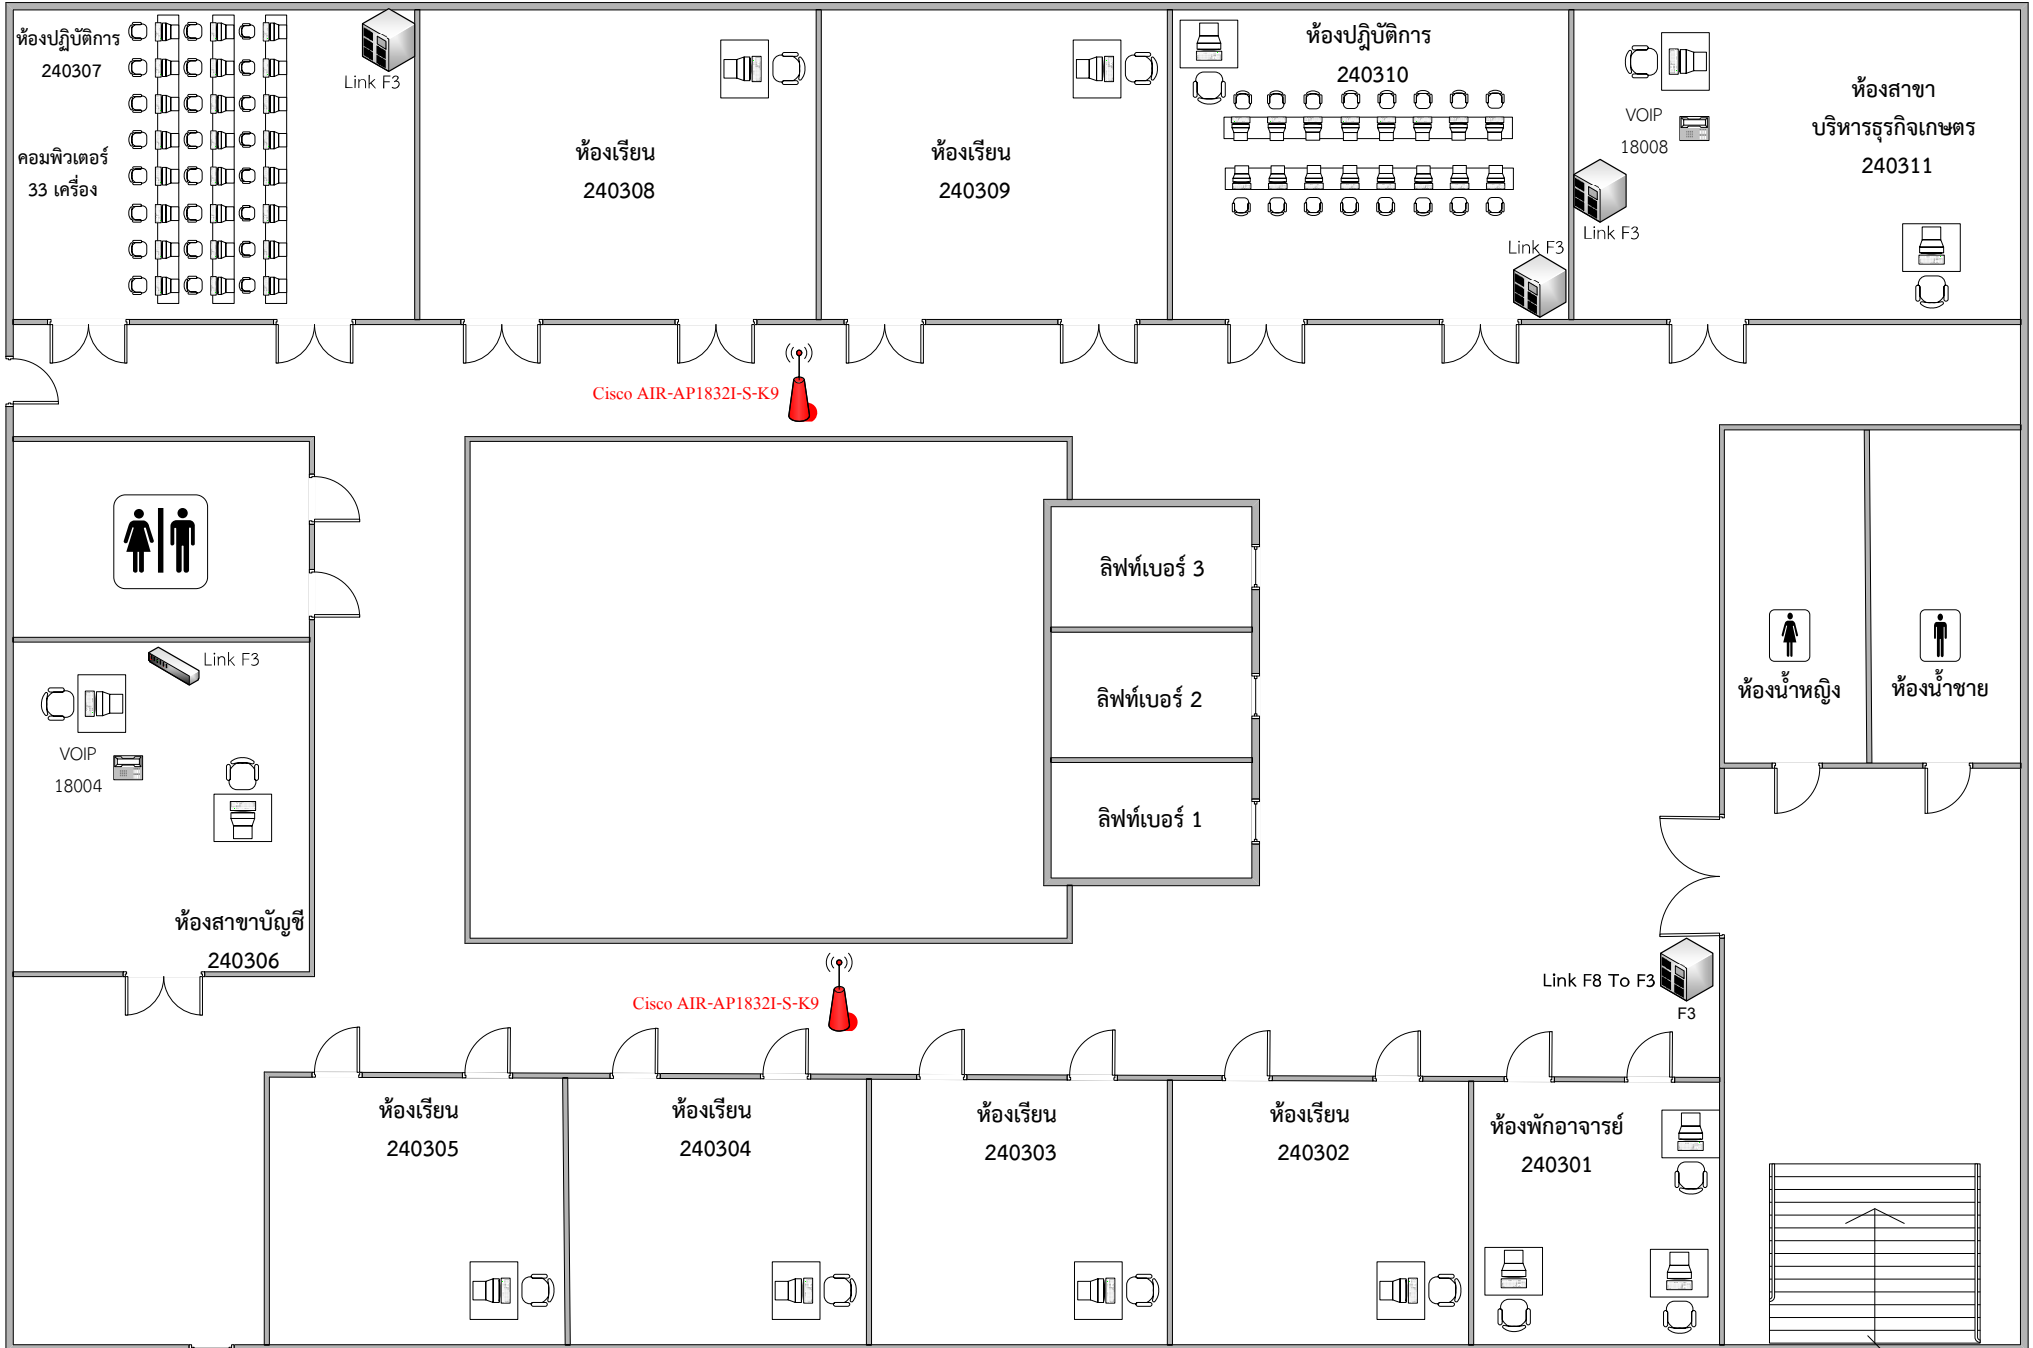 ห้องปฏิบัติการ
240307
คอมพิวเตอร์
33 เครื่อง
Link F3
ห้องเรียน
240308
ห้องเรียน
240309
ห้องปฏิบัติการ
240310
Link F3
VOIP
18008
Link F3
ห้องสาขา
บริหารธุรกิจเกษตร
240311
Cisco AIR-AP1832I-S-K9
ลิฟท์เบอร์ 3
ลิฟท์เบอร์ 2
ลิฟท์เบอร์ 1
ห้องน้ำหญิง
ห้องน้ำชาย
Link F3
VOIP
18004
ห้องสาขาบัญชี
240306
Cisco AIR-AP1832I-S-K9
Link F8 To F3
F3
ห้องเรียน
240305
ห้องเรียน
240304
ห้องเรียน
240303
ห้องเรียน
240302
ห้องพักอาจารย์
240301